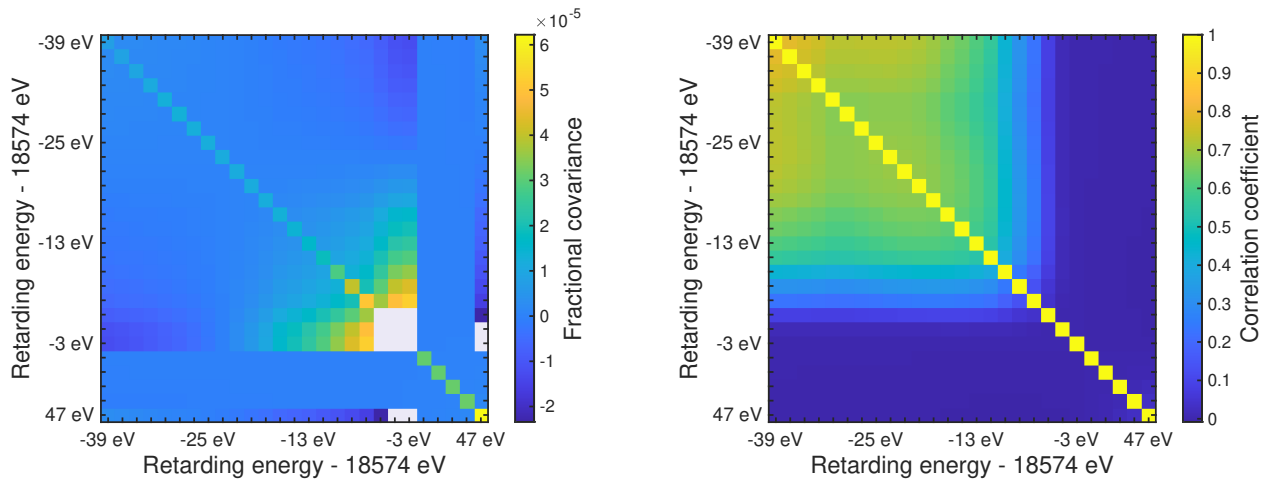 ×10⁻⁵
-39 eV
-25 eV
-13 eV
-3 eV
47 eV
Retarding energy - 18574 eV
-39 eV
-25 eV
-13 eV
-3 eV
47 eV
Retarding energy - 18574 eV
6
5
4
3
2
1
0
-1
-2
Fractional covariance
-39 eV
-25 eV
-13 eV
-3 eV
47 eV
Retarding energy - 18574 eV
-39 eV
-25 eV
-13 eV
-3 eV
47 eV
Retarding energy - 18574 eV
1
0.9
0.8
0.7
0.6
0.5
0.4
0.3
0.2
0.1
0
Correlation coefficient